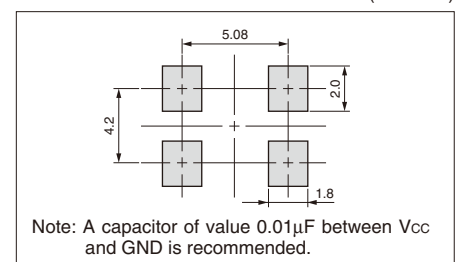 5.08
2.0
4.2
1.8
Note: A capacitor of value 0.01µF between Vcc
and GND is recommended.